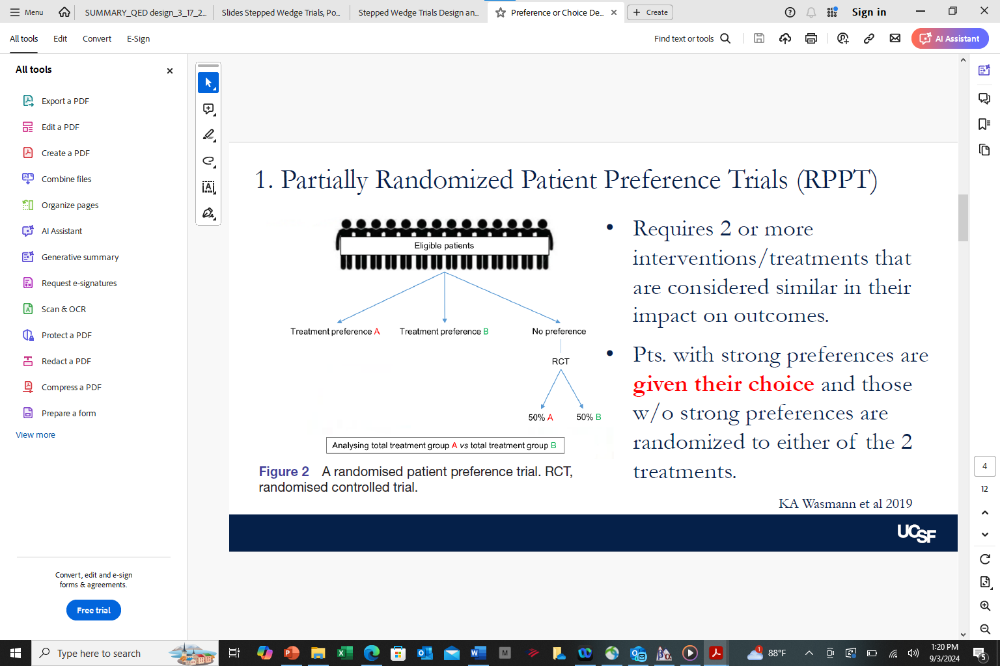 Menu
SUMMARY_QED design_3_17_2...
Slides Stepped Wedge Trials, Po...
Stepped Wedge Trials Design an...
Preference or Choice De...
Create
Sign in
All tools
Edit
Convert
E-Sign
Find text or tools
AI Assistant
All tools
Export a PDF
Edit a PDF
Create a PDF
Combine files
Organize pages
AI Assistant
Generative summary
Request e-signatures
Scan & OCR
Protect a PDF
Redact a PDF
Compress a PDF
Prepare a form
View more
Convert, edit and e-sign
forms & agreements.
Free trial
1. Partially Randomized Patient Preference Trials (RPPT)
Eligible patients
Treatment preference A
Treatment preference B
No preference
RCT
50% A
50% B
Analysing total treatment group A vs total treatment group B
Figure 2 A randomised patient preference trial. RCT,
randomised controlled trial.
• Requires 2 or more
interventions/treatments that
are considered similar in their
impact on outcomes.
• Pts. with strong preferences are
given their choice and those
w/o strong preferences are
randomized to either of the 2
treatments.
KA Wasmann et al 2019
UCSF
4
12
Type here to search
1
88°F
1:20 PM
9/3/2024
5